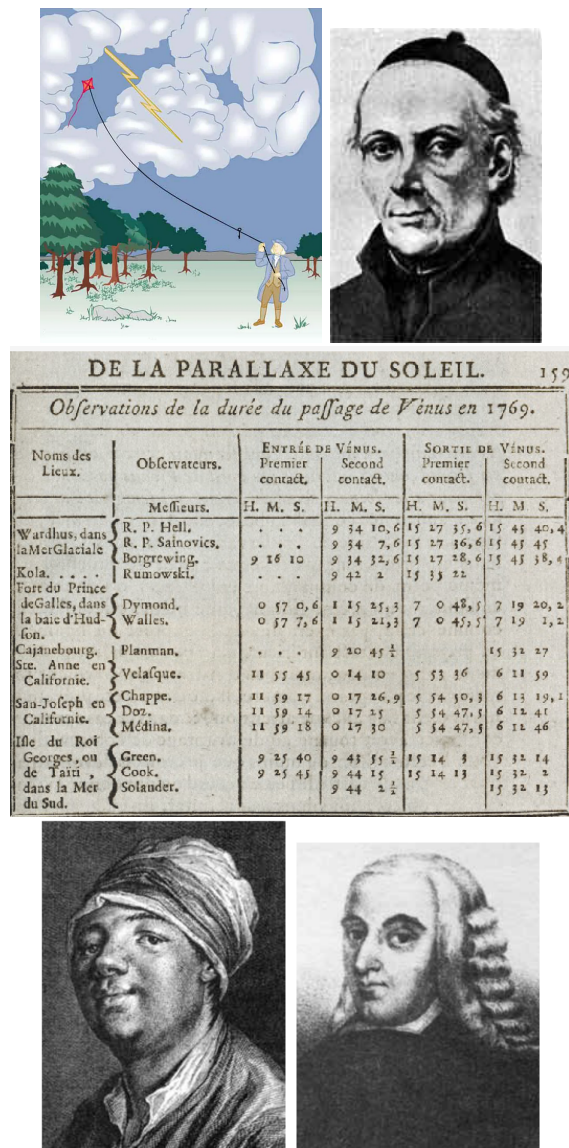 DE LA PARALLAXE DU SOLEIL. 159
Obſervations de la durée du paſſage de Vénus en 1769.
Noms des Lieux. Obſervateurs. ENTRÉE DE VÉNUS. SORTIE DE VÉNUS.
Premier contact. Second contact. Premier contact. Second contact.
Meſſieurs. H. M. S. H. M. S. H. M. S. H. M. S.
Wardhus, dans R. P. Hell. . . . 9 34 10,6 15 27 35,6 15 45 40,4
la Mer Glaciale R. P. Sainovics. . . . 9 34 7,6 15 27 36,6 15 45 45
Borgrewing. 9 16 10 9 34 32,6 15 27 28,6 15 45 38,4
Kola. . . . . Rumowski. . . . 9 42 2 15 35 22
Fort du Prince
de Galles, dans Dymond. 0 57 0,6 1 15 25,3 7 0 48,5 7 19 20,2
la baie d'Hud- Walles. 0 57 7,6 1 15 21,3 7 0 45,5 7 19 1,2
ſon.
Cajanebourg. Planman. 9 20 45½ 15 32 27
Ste. Anne en
Californie. Velaſque. 11 55 45 0 14 10 5 53 36 6 11 59
San-Joſeph en Chappe. 11 59 17 0 17 26,9 5 54 50,3 6 13 19,1
Californie. Doz. 11 59 14 0 17 25 5 54 47,5 6 12 41
Médina. 11 59 18 0 17 30 5 54 47,5 6 12 46
Iſle du Roi
Georges, ou Green. 9 25 40 9 43 55½ 15 14 3 15 32 14
de Taïti, Cook. 9 25 45 9 44 15 15 14 13 15 32 2
dans la Mer Solander. 9 44 2½ 15 32 13
du Sud.